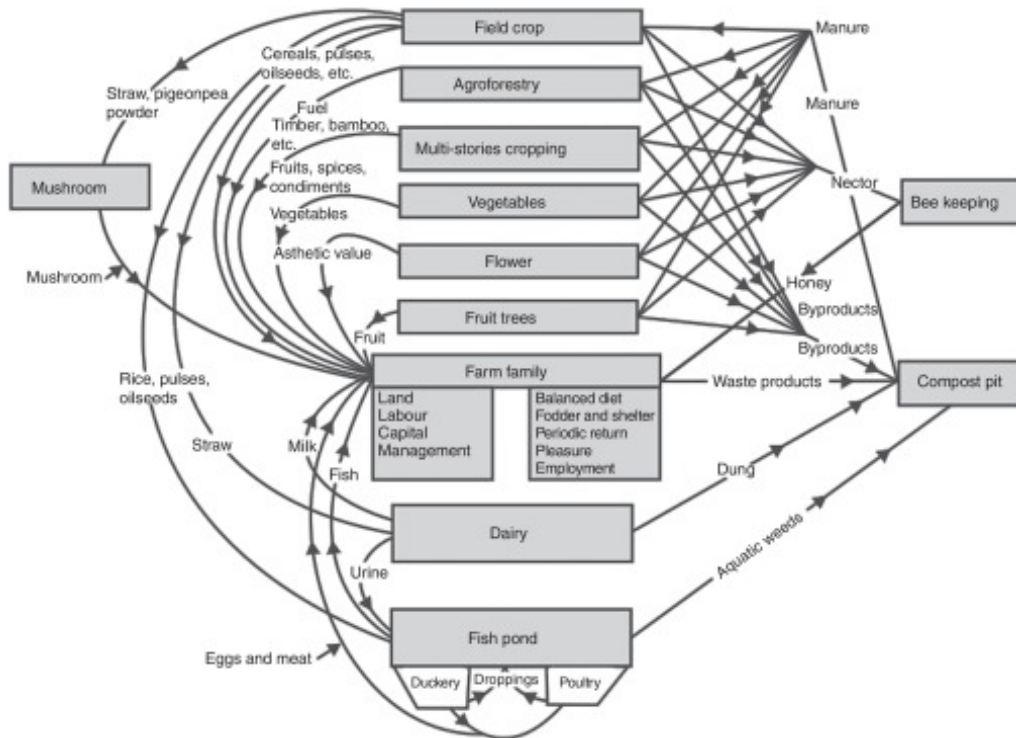 Field crop
Manure
Cereals, pulses,
oilseeds, etc.
Straw, pigeonpea
powder
Agroforestry
Fuel
Manure
Timber, bamboo,
etc.
Multi-stories cropping
Mushroom
Fruits, spices,
condiments
Nector
Bee keeping
Vegetables
Vegetables
Asthetic value
Flower
Mushroom
Honey
Byproducts
Fruit trees
Fruit
Byproducts
Farm family
Rice, pulses,
oilseeds
Waste products
Compost pit
Land
Labour
Capital
Management
Balanced diet
Fodder and shelter
Periodic return
Pleasure
Employment
Straw
Milk
Fish
Dung
Dairy
Aquatic weeds
Urine
Fish pond
Eggs and meat
Duckery
Droppings
Poultry